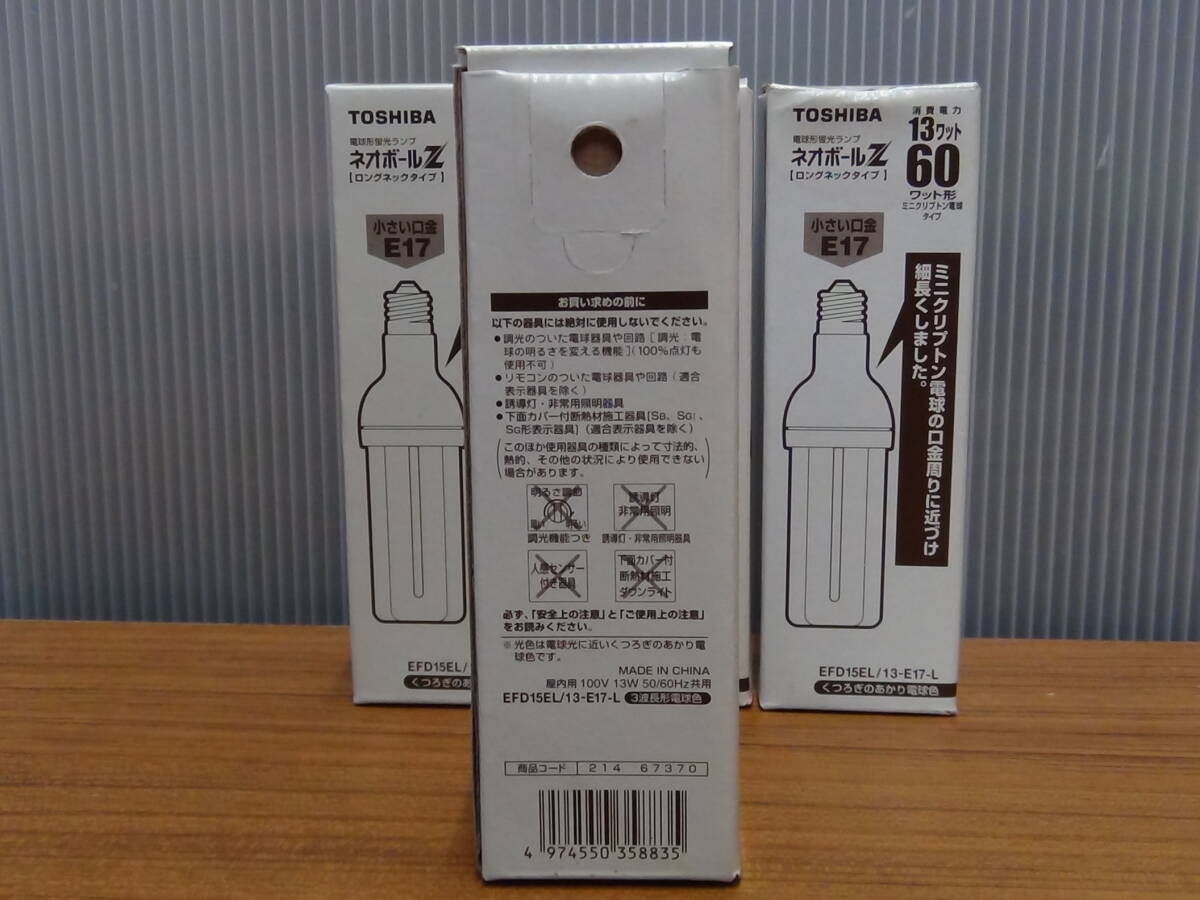 TOSHIBA
電球形蛍光ランプ
ネオボールZ
【ロングネックタイプ】
小さい口金
E17
EFD15EL/
くつろぎのあ
お買い求めの前に
以下の器具には絶対に使用しないでください。
●調光のついた電球器具や回路[調光：電
球の明るさを変える機能](100%点灯も
使用不可)
●リモコンのついた電球器具や回路(適合
表示器具を除く)
●誘導灯・非常用照明器具
●下面カバー付断熱材施工器具[SB、SGI、
SG形表示器具](適合表示器具を除く)
(このほか使用器具の種類によって寸法的、
熱的、その他の状況により使用できない
場合があります。)
明るさ調節
明るい
調光機能つき
誘導灯
非常用照明
誘導灯・非常用照明器具
人感センサー
付き器具
下面カバー付
断熱材施工
ダウンライト
必ず、「安全上の注意」と「ご使用上の注意」
をお読みください。
※光色は電球光に近いくつろぎのあかり電
球色です。
MADE IN CHINA
屋内用 100V 13W 50/60Hz共用
EFD15EL/13-E17-L 3波長形電球色
商品コード 214 67370
4 974550 358835
TOSHIBA
電球形蛍光ランプ
ネオボールZ
【ロングネックタイプ】
消費電力
13ワット
60
ワット形
ミニクリプトン電球
タイプ
小さい口金
E17
ミニクリプトン電球の口金周りに近づけ
細長くしました。
EFD15EL/13-E17-L
くつろぎのあかり電球色